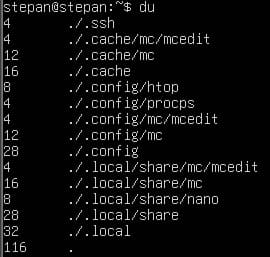 stepan@stepan:~$ du
4 ./.ssh
4 ./.cache/mc/mcedit
12 ./.cache/mc
16 ./.cache
8 ./.config/htop
4 ./.config/procps
4 ./.config/mc/mcedit
12 ./.config/mc
28 ./.config
4 ./.local/share/mc/mcedit
16 ./.local/share/mc
8 ./.local/share/nano
28 ./.local/share
32 ./.local
116 .